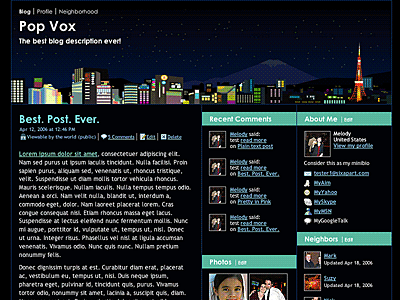 Blog | Profile | Neighborhood
Pop Vox
The best blog description ever!
Best. Post. Ever.
Apr 12, 2006 at 12:46 PM
Viewable by the world (public) | 5 Comments | Edit | Delete
Lorem ipsum dolor sit amet, consectetuer adipiscing elit.
Nam sed purus ut ipsum iaculis tincidunt. Nulla facilisi. Proin
sapien purus, aliquam sed, venenatis ut, rhoncus tristique,
velit. Suspendisse a diam mollis tortor vehicula rhoncus.
Mauris scelerisque. Nullam iaculis. Nulla tempus tempus odio.
Aenean a orci. Nam velit nulla, blandit ut, interdum a,
commodo eget, dolor. Nam laoreet placerat lorem. Cras
congue consequat nisl. Etiam rhoncus massa eget lacus.
Suspendisse at lectus eleifend nunc fermentum mollis. Nunc
mi augue, porttitor id, vulputate ut, tempus ut, nisi. Donec
ut urna. Integer risus. Phasellus vel nisl at ligula accumsan
venenatis. Vivamus odio. Nunc quis nunc. Nullam pretium
nonummy felis.
Donec dignissim turpis ut erat. Curabitur diam erat, placerat
ac, vestibulum eu, tempus ut, nisi. Duis neque ipsum,
pharetra eget, bibendum id, tincidunt quis, purus. Vivamus
tortor odio, nonummy sit amet, lacinia a, suscipit quis, diam.
Recent Comments
Melody said:
test read more
on Plain text post
Melody said:
test read more
on Best. Post. Ever.
Melody said:
test read more
on Pretty in Pink
Melody said:
test read more
on Best. Post. Ever.
Photos | Edit
About Me | Edit
Melody
United States
View my profile
Consider this as my minibio
tester1@sixapart.com
MyAim
MyYahoo
MySkype
MyMSN
MyGoogleTalk
Neighbors | Edit
Mark
Updated Apr 18, 2006
Suzy
Updated Apr 18, 2006
Mike